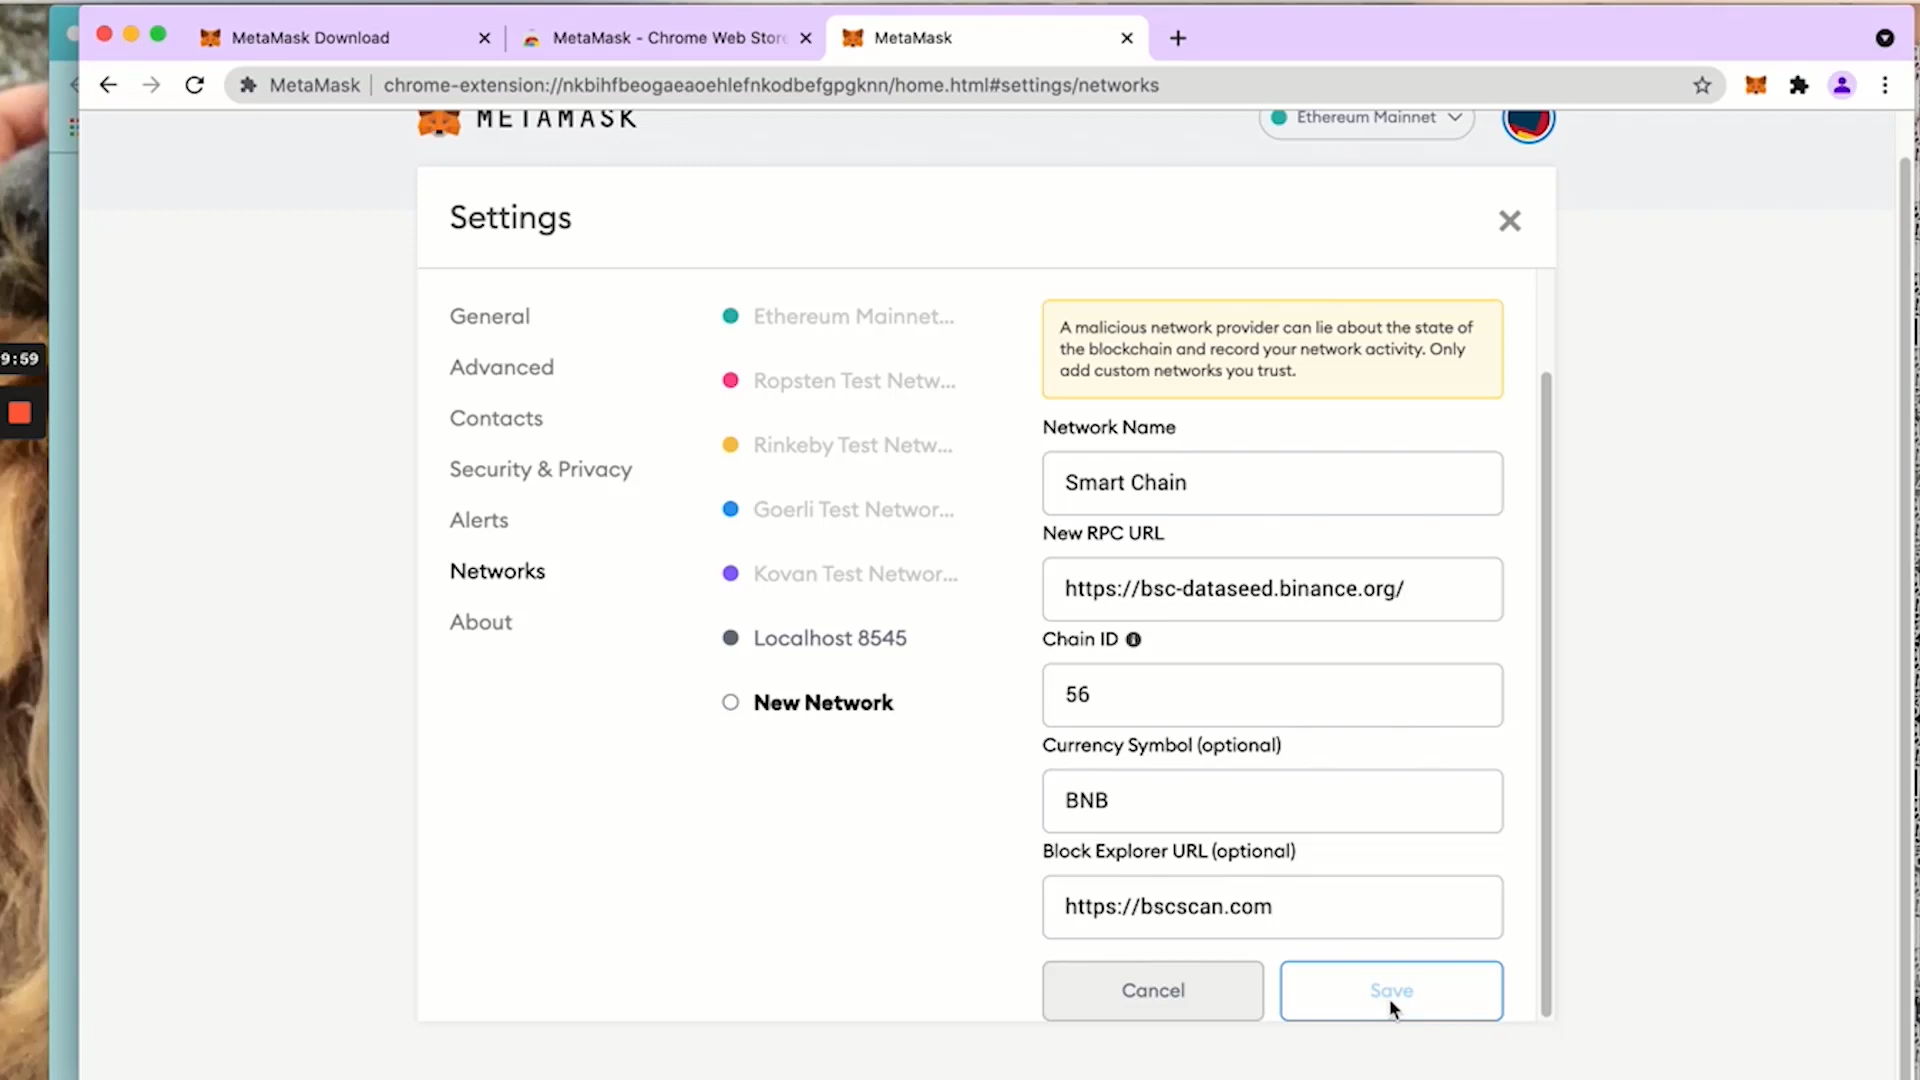 MetaMask Download
MetaMask - Chrome Web Store
MetaMask
MetaMask
chrome-extension://nkbihfbeogaeaoehlefnkodbefgpgknn/home.html#settings/networks
METAMASK
Ethereum Mainnet
Settings
9:59
General
Advanced
Contacts
Security & Privacy
Alerts
Networks
About
Ethereum Mainnet...
Ropsten Test Netw...
Rinkeby Test Netw...
Goerli Test Networ...
Kovan Test Networ...
Localhost 8545
New Network
A malicious network provider can lie about the state of
the blockchain and record your network activity. Only
add custom networks you trust.
Network Name
Smart Chain
New RPC URL
https://bsc-dataseed.binance.org/
Chain ID
56
Currency Symbol (optional)
BNB
Block Explorer URL (optional)
https://bscscan.com
Cancel
Save